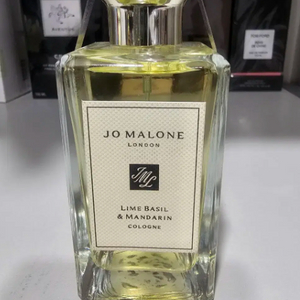 JO MALONE
LONDON
JML
LIME BASIL
& MANDARIN
COLOGNE